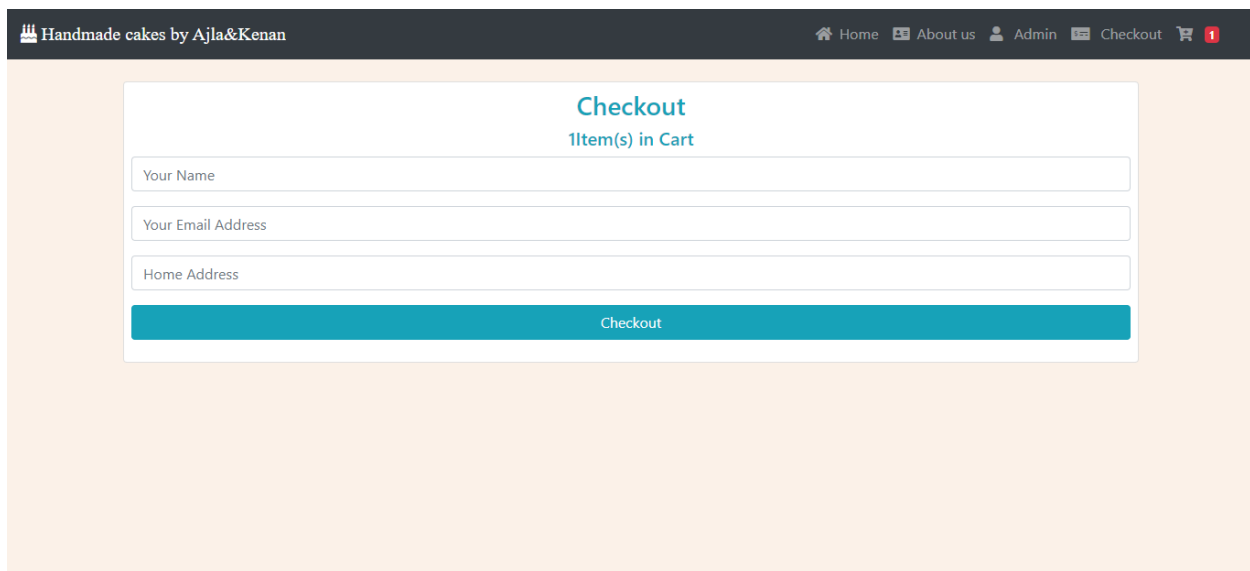 Handmade cakes by Ajla&Kenan Home About us Admin Checkout 1
Checkout
1Item(s) in Cart
Your Name
Your Email Address
Home Address
Checkout